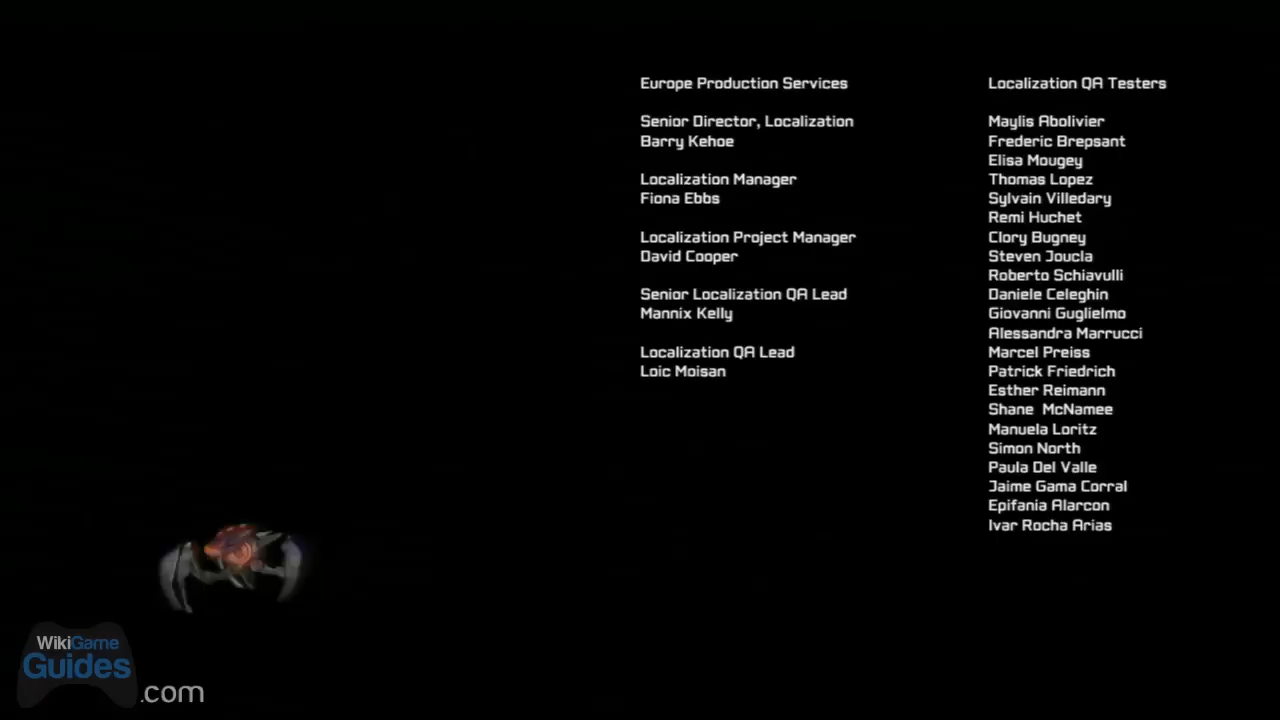 Europe Production Services
Senior Director, Localization
Barry Kehoe
Localization Manager
Fiona Ebbs
Localization Project Manager
David Cooper
Senior Localization QA Lead
Mannix Kelly
Localization QA Lead
Loic Moisan
Localization QA Testers
Maylis Abolivier
Frederic Brepsant
Elisa Mougey
Thomas Lopez
Sylvain Villedary
Remi Huchet
Clory Bugney
Steven Joucla
Roberto Schiavulli
Daniele Celeghin
Giovanni Guglielmo
Alessandra Marrucci
Marcel Preiss
Patrick Friedrich
Esther Reimann
Shane McNamee
Manuela Loritz
Simon North
Paula Del Valle
Jaime Gama Corral
Epifania Alarcon
Ivar Rocha Arias
WikiGame
Guides
.com